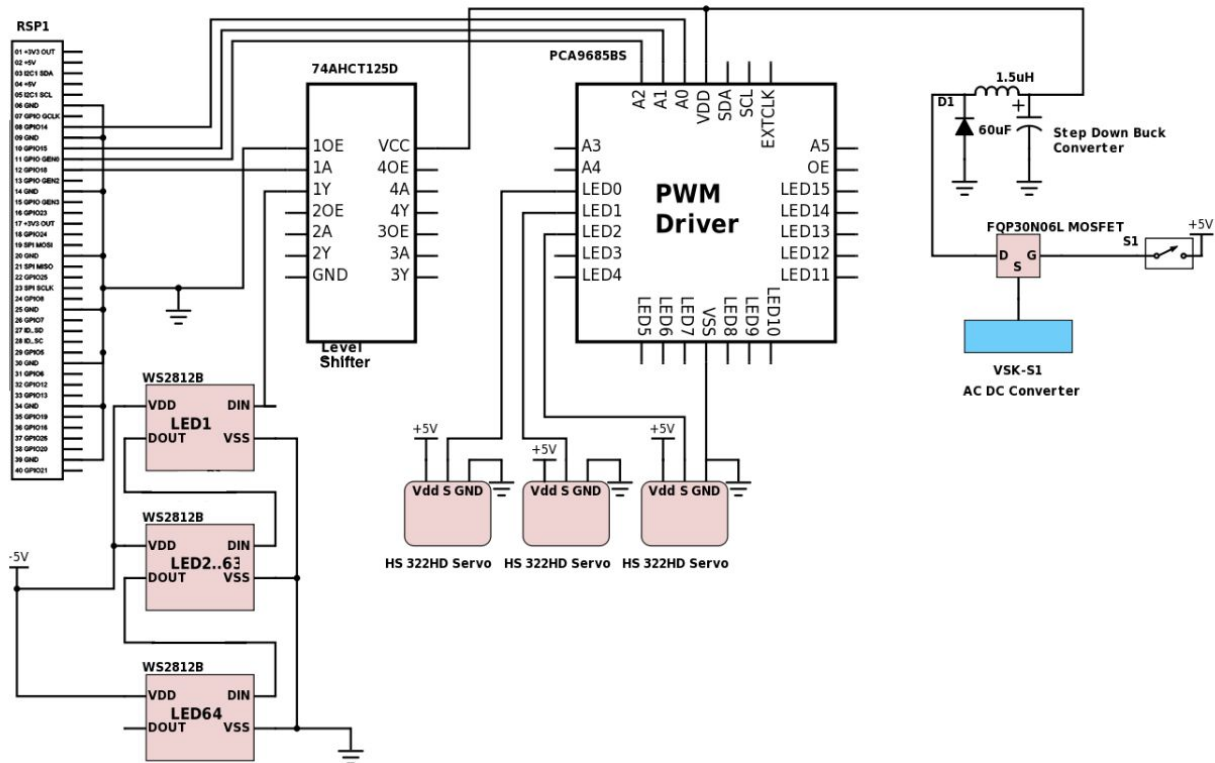 RSP1
01 +3V3 OUT
02 +5V
03 I2C1 SDA
04 +5V
05 I2C1 SCL
06 GND
07 GPIO GCLK
08 GPIO14
09 GND
10 GPIO15
11 GPIO GEN0
12 GPIO18
13 GPIO GEN2
14 GND
15 GPIO GEN3
16 GPIO23
17 +3V3 OUT
18 GPIO24
19 SPI MOSI
20 GND
21 SPI MISO
22 GPIO25
23 SPI SCLK
24 GPIO8
25 GND
26 GPIO7
27 ID_SD
28 ID_SC
29 GPIO5
30 GND
31 GPIO6
32 GPIO12
33 GPIO13
34 GND
35 GPIO19
36 GPIO16
37 GPIO26
38 GPIO20
39 GND
40 GPIO21
74AHCT125D
1OE VCC
1A 4OE
1Y 4A
2OE 4Y
2A 3OE
2Y 3A
GND 3Y
Level
Shifter
PCA9685BS
A2 A1 A0 VDD SDA SCL EXTCLK
A3 A5
A4 OE
LED0 LED15
LED1 LED14
LED2 LED13
LED3 LED12
LED4 LED11
PWM
Driver
LED5 LED6 LED7 VSS LED8 LED9 LED10
1.5uH
D1
60uF
+
Step Down Buck
Converter
FQP30N06L MOSFET
D G
S
S1
+5V
VSK-S1
AC DC Converter
WS2812B
VDD DIN
LED1
DOUT VSS
WS2812B
VDD DIN
LED2..63
DOUT VSS
WS2812B
VDD DIN
LED64
DOUT VSS
-5V
+5V
Vdd S GND
HS 322HD Servo
+5V
Vdd S GND
HS 322HD Servo
+5V
Vdd S GND
HS 322HD Servo